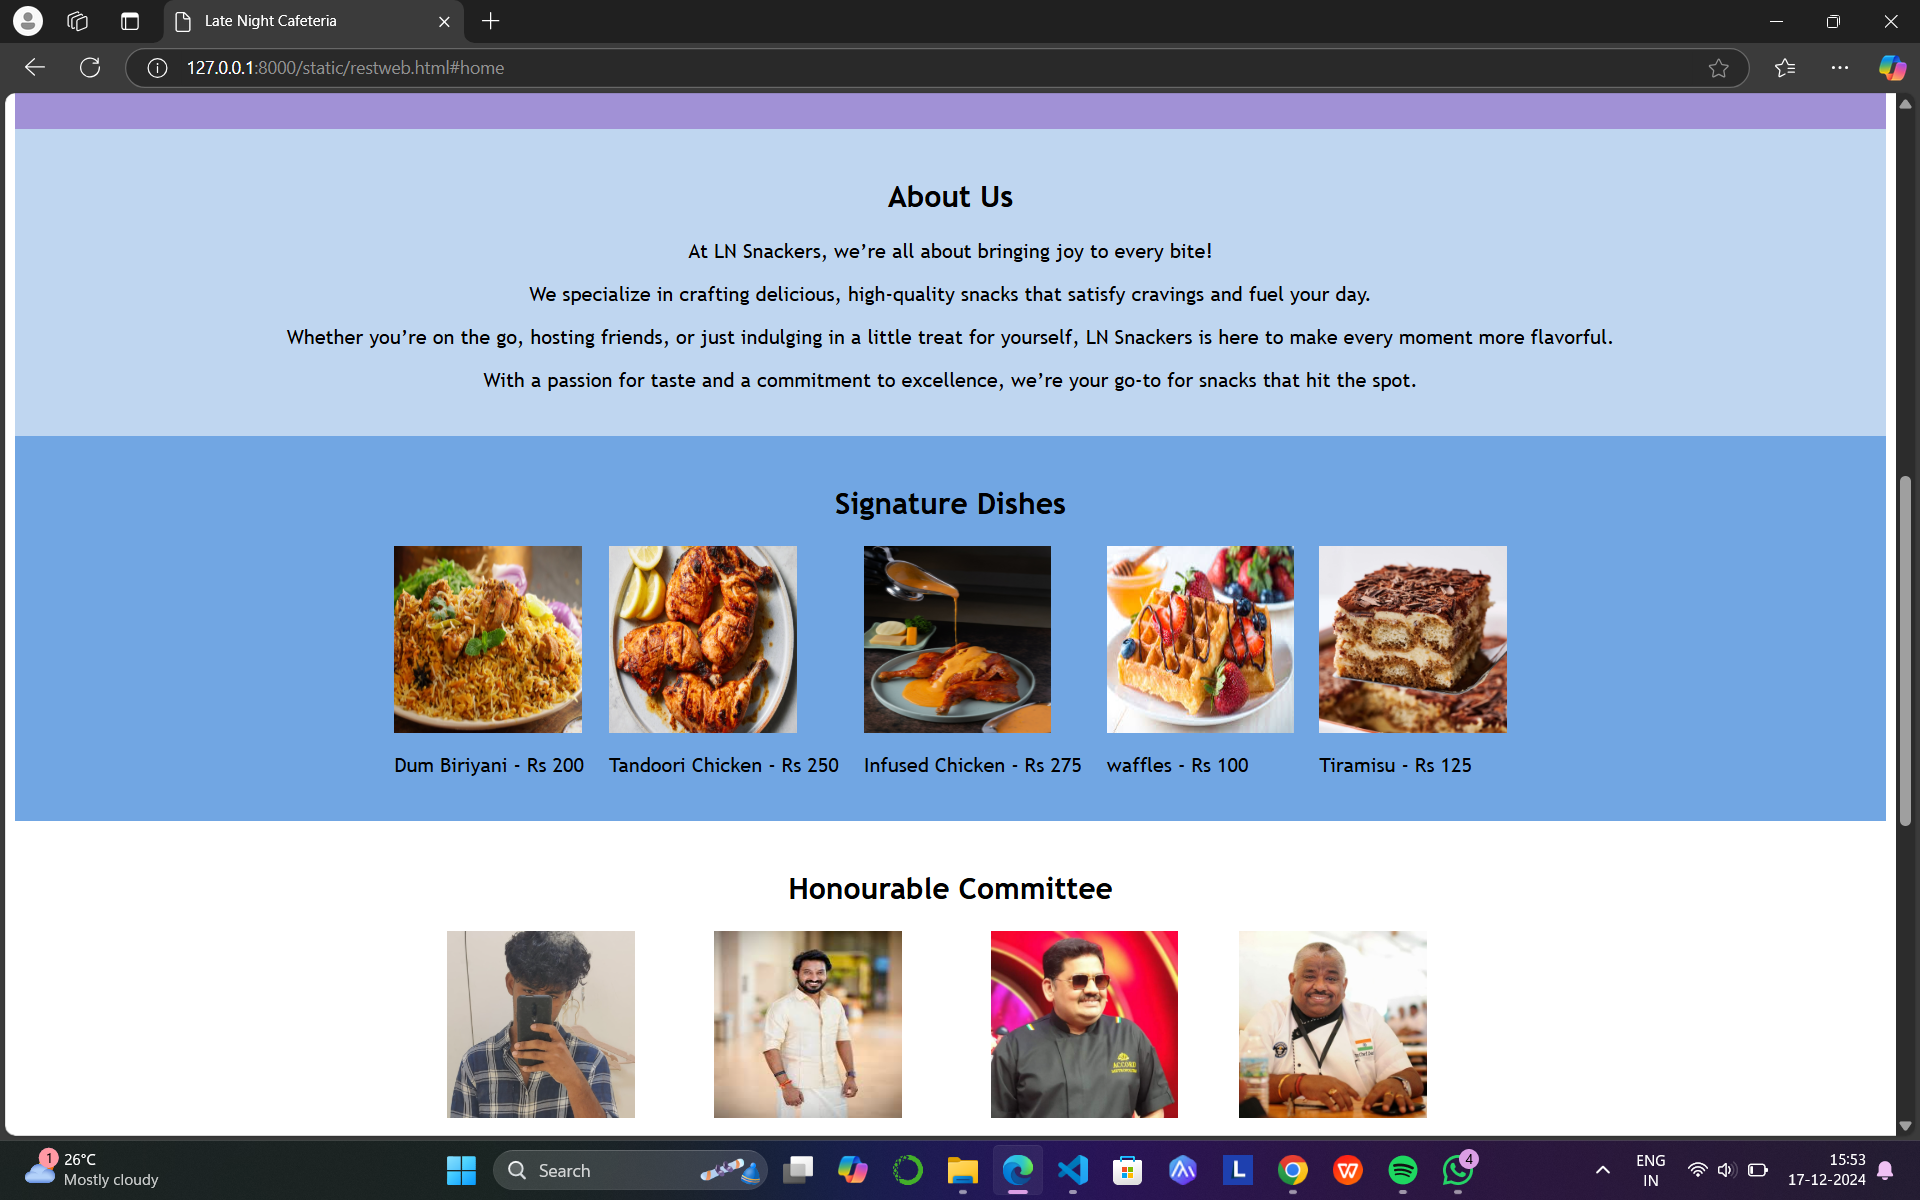 Late Night Cafeteria
127.0.0.1:8000/static/restweb.html#home
About Us
At LN Snackers, we’re all about bringing joy to every bite!
We specialize in crafting delicious, high-quality snacks that satisfy cravings and fuel your day.
Whether you’re on the go, hosting friends, or just indulging in a little treat for yourself, LN Snackers is here to make every moment more flavorful.
With a passion for taste and a commitment to excellence, we’re your go-to for snacks that hit the spot.
Signature Dishes
Dum Biriyani - Rs 200 Tandoori Chicken - Rs 250 Infused Chicken - Rs 275 waffles - Rs 100 Tiramisu - Rs 125
Honourable Committee
ACCORD
1
26°C
Mostly cloudy
Search
L
W
4
ENG
IN
15:53
17-12-2024